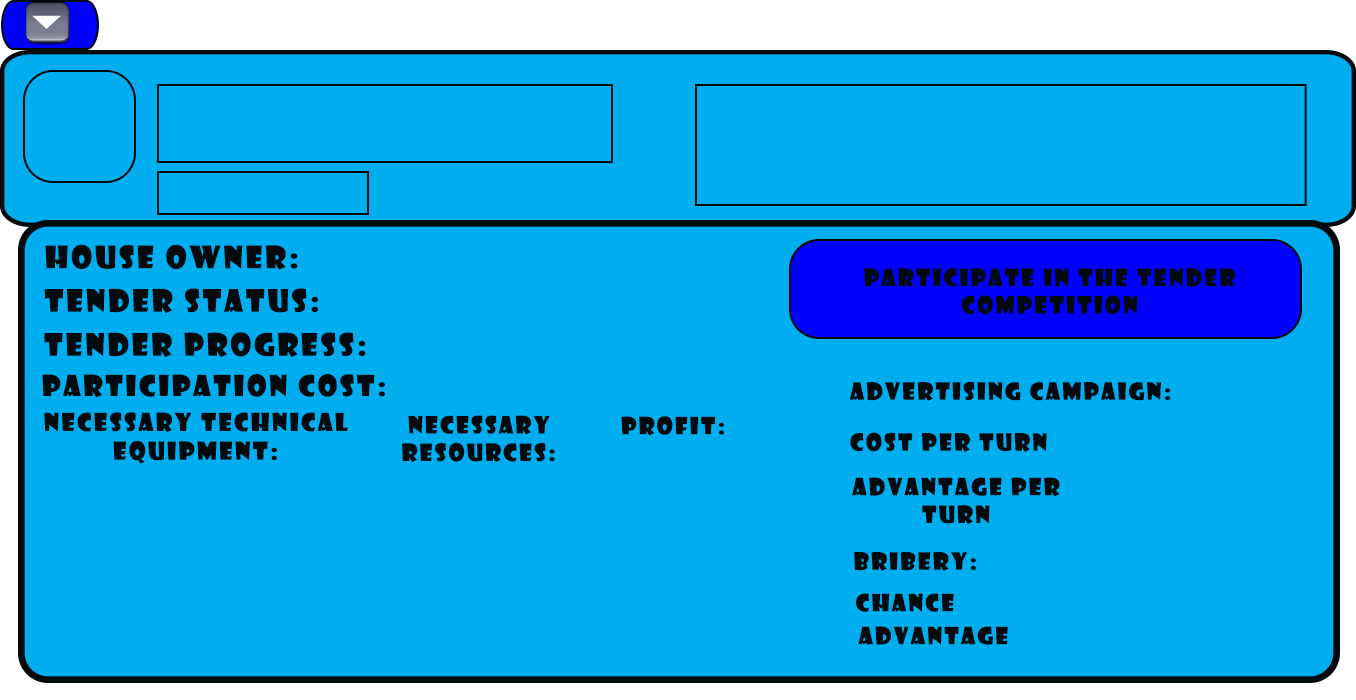 HOUSE OWNER:
TENDER STATUS:
TENDER PROGRESS:
PARTICIPATION COST:
NECESSARY TECHNICAL
EQUIPMENT:
NECESSARY
RESOURCES:
PROFIT:
PARTICIPATE IN THE TENDER
COMPETITION
ADVERTISING CAMPAIGN:
COST PER TURN
ADVANTAGE PER
TURN
BRIBERY:
CHANCE
ADVANTAGE